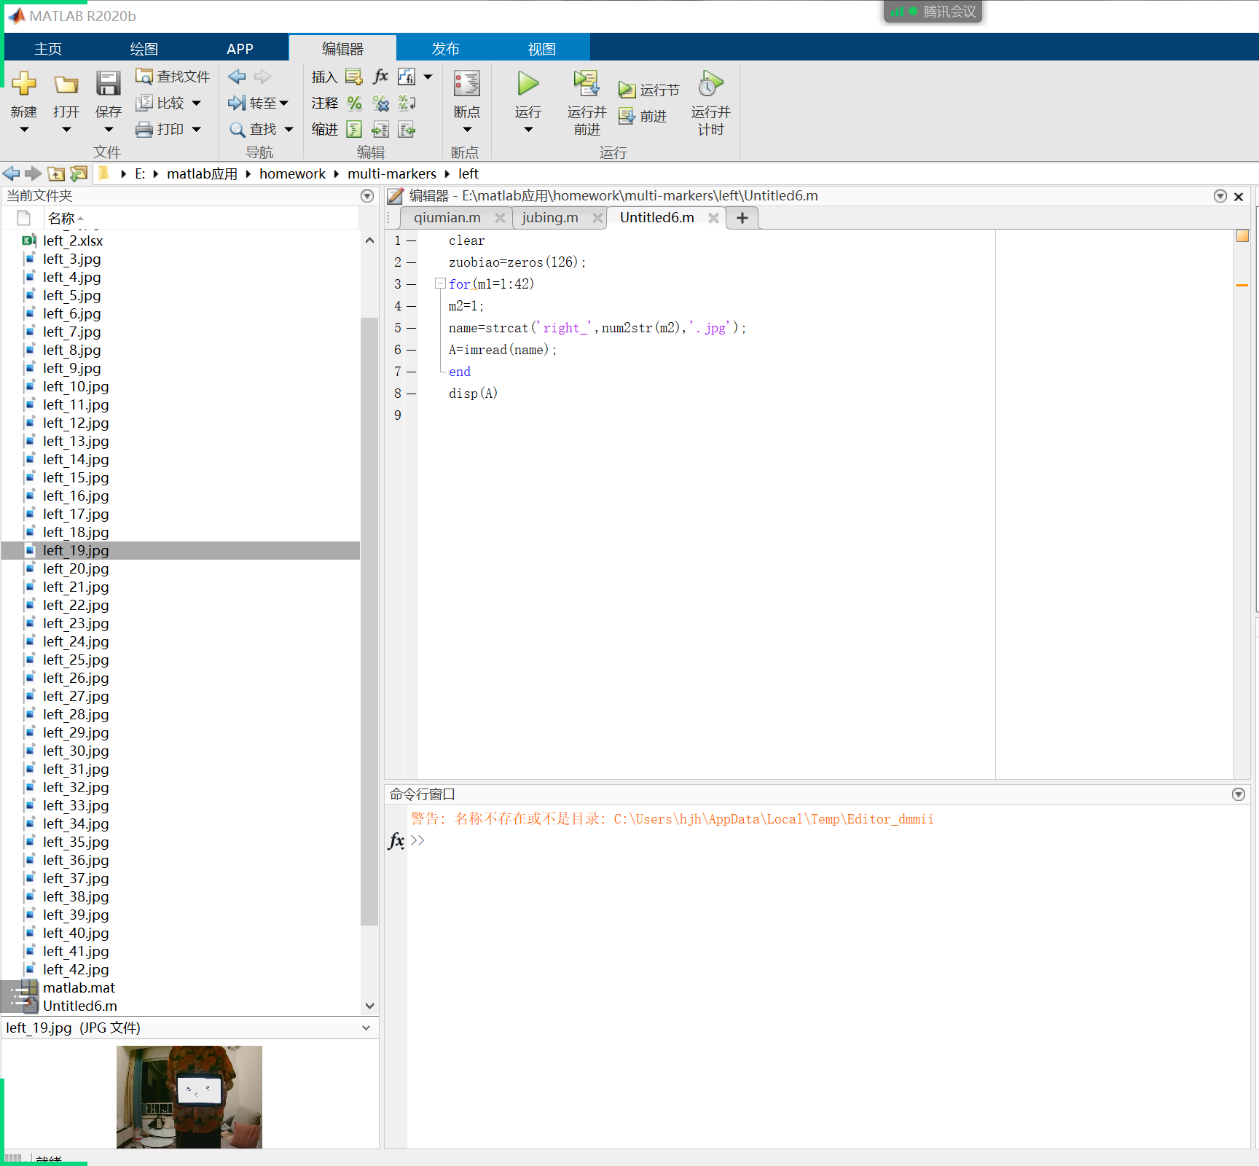 MATLAB R2020b
腾讯会议
主页 绘图 APP 编辑器 发布 视图
新建 打开 保存 查找文件 比较 打印
文件
转至 查找
导航
插入 fx
注释 %
缩进
编辑
断点
断点
运行 运行并前进 运行节 前进 运行并计时
运行
E: matlab应用 homework multi-markers left
当前文件夹
名称
left_2.xlsx
left_3.jpg
left_4.jpg
left_5.jpg
left_6.jpg
left_7.jpg
left_8.jpg
left_9.jpg
left_10.jpg
left_11.jpg
left_12.jpg
left_13.jpg
left_14.jpg
left_15.jpg
left_16.jpg
left_17.jpg
left_18.jpg
left_19.jpg
left_20.jpg
left_21.jpg
left_22.jpg
left_23.jpg
left_24.jpg
left_25.jpg
left_26.jpg
left_27.jpg
left_28.jpg
left_29.jpg
left_30.jpg
left_31.jpg
left_32.jpg
left_33.jpg
left_34.jpg
left_35.jpg
left_36.jpg
left_37.jpg
left_38.jpg
left_39.jpg
left_40.jpg
left_41.jpg
left_42.jpg
matlab.mat
Untitled6.m
left_19.jpg (JPG 文件)
编辑器 - E:\matlab应用\homework\multi-markers\left\Untitled6.m
qiumian.m jubing.m Untitled6.m
1 clear
2 zuobiao=zeros(126);
3 for(m1=1:42)
4 m2=1;
5 name=strcat('right_',num2str(m2),'.jpg');
6 A=imread(name);
7 end
8 disp(A)
9
命令行窗口
警告: 名称不存在或不是目录: C:\Users\hjh\AppData\Local\Temp\Editor_dmmii
fx >>
就绪